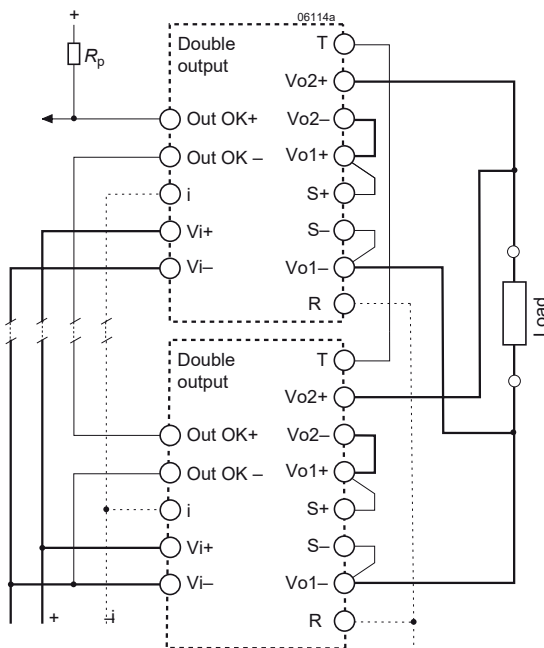 06114a
+
Rp
Double
output
T
Vo2+
Out OK+
Vo2–
Out OK –
Vo1+
i
S+
Vi+
S–
Vi–
Vo1–
R
Load
Double
output
T
Vo2+
Out OK+
Vo2–
Out OK –
Vo1+
i
S+
Vi+
S–
Vi–
Vo1–
+
–i
R